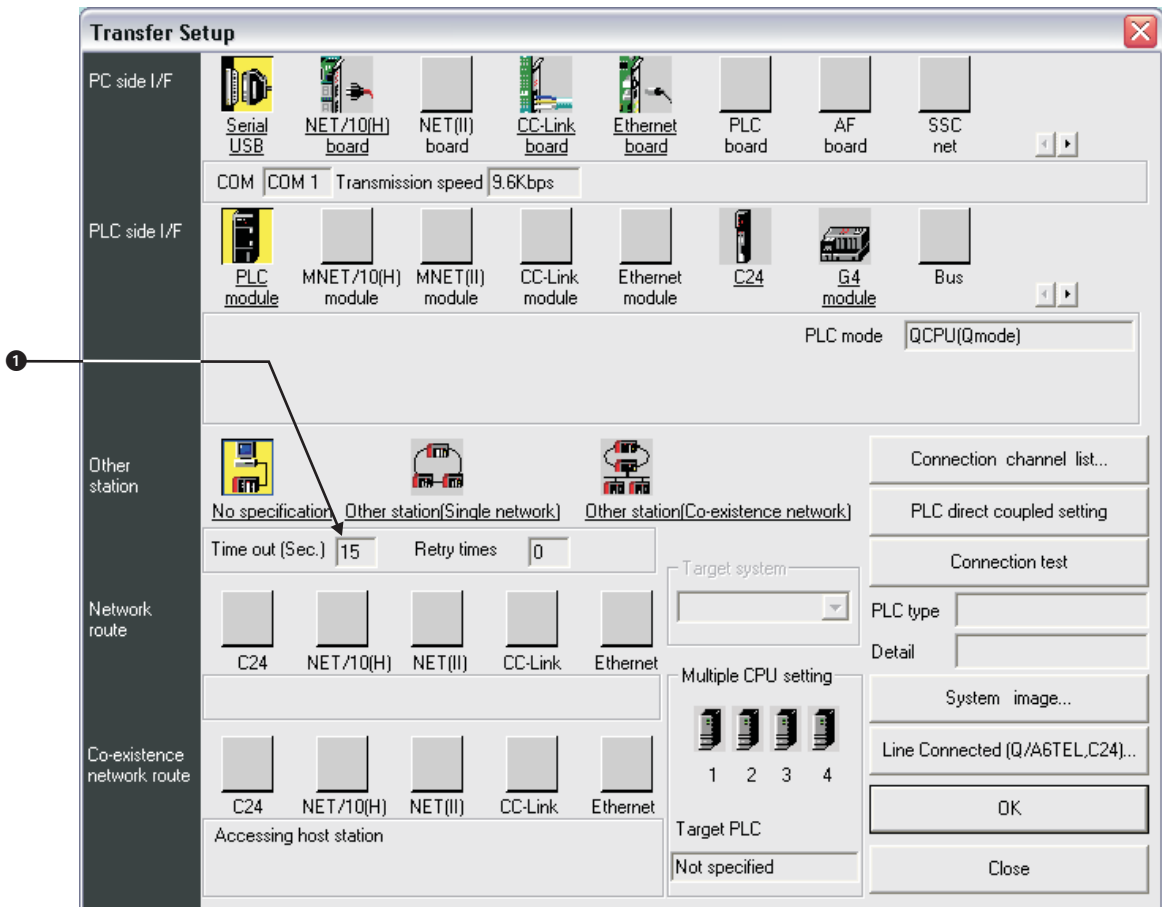 Transfer Setup
PC side I/F
Serial USB
NET/10(H) board
NET(II) board
CC-Link board
Ethernet board
PLC board
AF board
SSC net
COM COM 1 Transmission speed 9.6Kbps
PLC side I/F
PLC module
MNET/10(H) module
MNET(II) module
CC-Link module
Ethernet module
C24
G4 module
Bus
PLC mode QCPU(Qmode)
1
Other station
No specification
Other station(Single network)
Other station(Co-existence network)
Time out (Sec.) 15 Retry times 0
Connection channel list...
PLC direct coupled setting
Connection test
Target system
PLC type
Detail
Network route
C24
NET/10(H)
NET(II)
CC-Link
Ethernet
Multiple CPU setting
1 2 3 4
System image...
Line Connected (Q/A6TEL,C24)...
Co-existence network route
C24
NET/10(H)
NET(II)
CC-Link
Ethernet
Accessing host station
Target PLC
Not specified
OK
Close